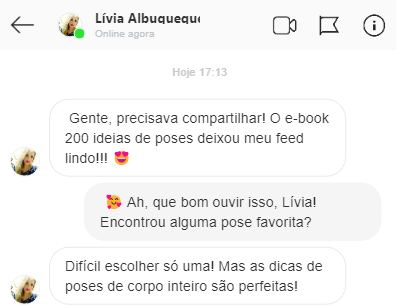 Lívia Albuquequе
Online agora
Hoje 17:13
Gente, precisava compartilhar! O e-book
200 ideias de poses deixou meu feed
lindo!!! 😍
🥰 Ah, que bom ouvir isso, Lívia!
Encontrou alguma pose favorita?
Difícil escolher só uma! Mas as dicas de
poses de corpo inteiro são perfeitas!